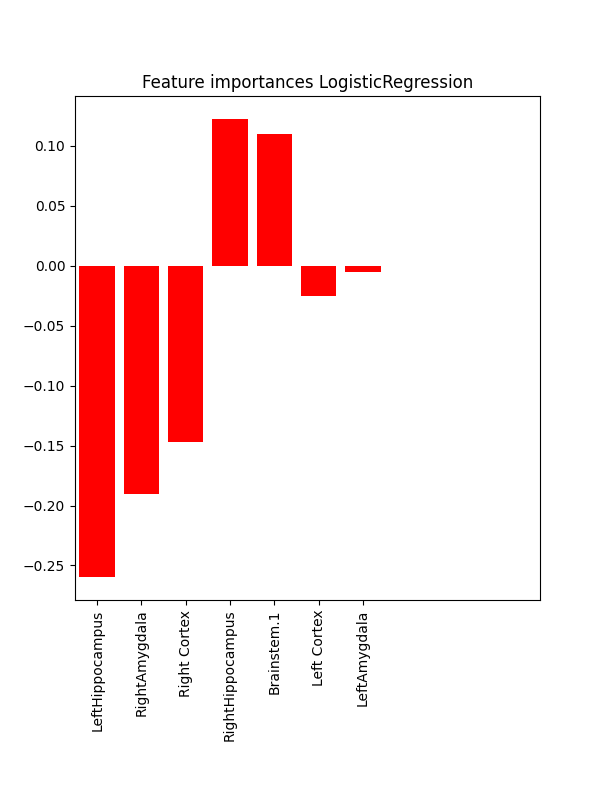 Feature importances LogisticRegression
0.10
0.05
0.00
−0.05
−0.10
−0.15
−0.20
−0.25
LeftHippocampus
RightAmygdala
Right Cortex
RightHippocampus
Brainstem.1
Left Cortex
LeftAmygdala